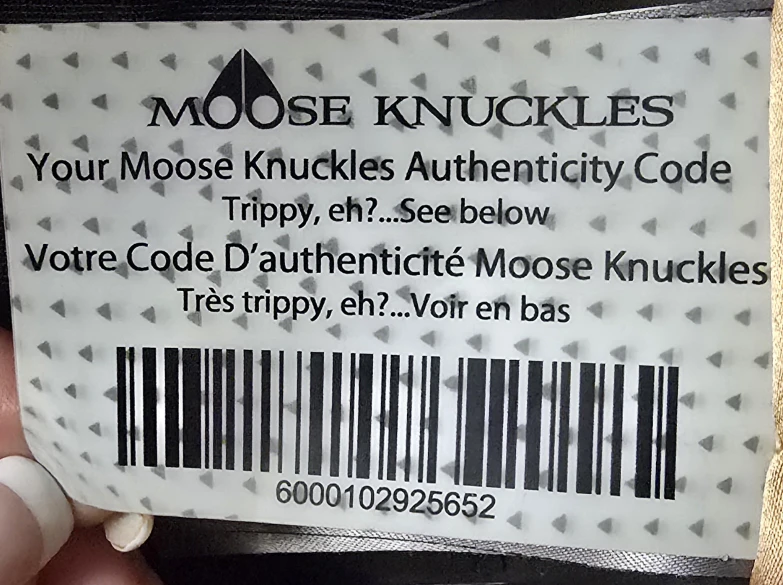 MOOSE KNUCKLES
Your Moose Knuckles Authenticity Code
Trippy, eh?...See below
Votre Code D'authenticité Moose Knuckles
Très trippy, eh?...Voir en bas
6000102925652